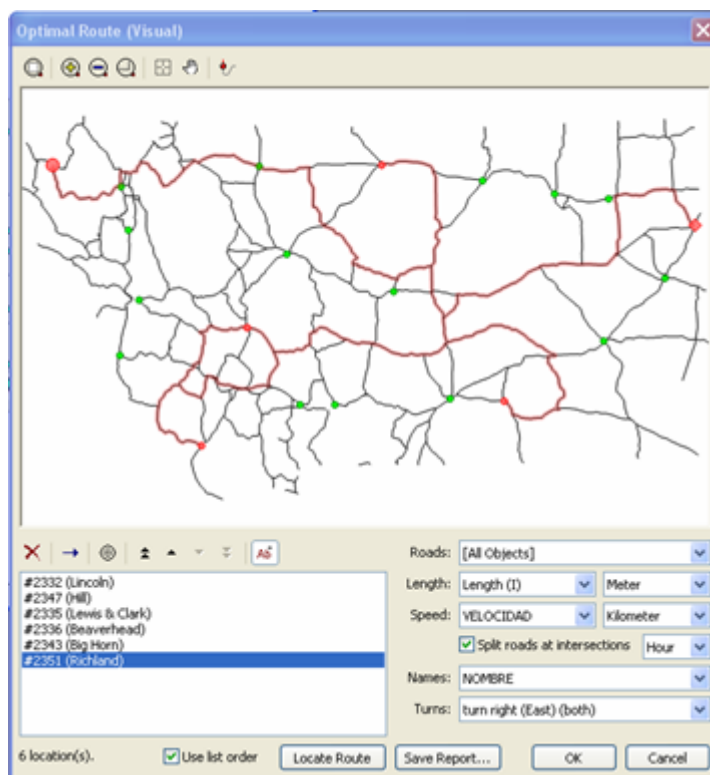 Optimal Route (Visual)
Roads: [All Objects]
#2332 (Lincoln)
#2347 (Hill)
#2335 (Lewis & Clark)
#2336 (Beaverhead)
#2343 (Big Horn)
#2351 (Richland)
Length: Length (I) Meter
Speed: VELOCIDAD Kilometer
Split roads at intersections Hour
Names: NOMBRE
Turns: turn right (East) (both)
6 location(s). Use list order Locate Route Save Report... OK Cancel